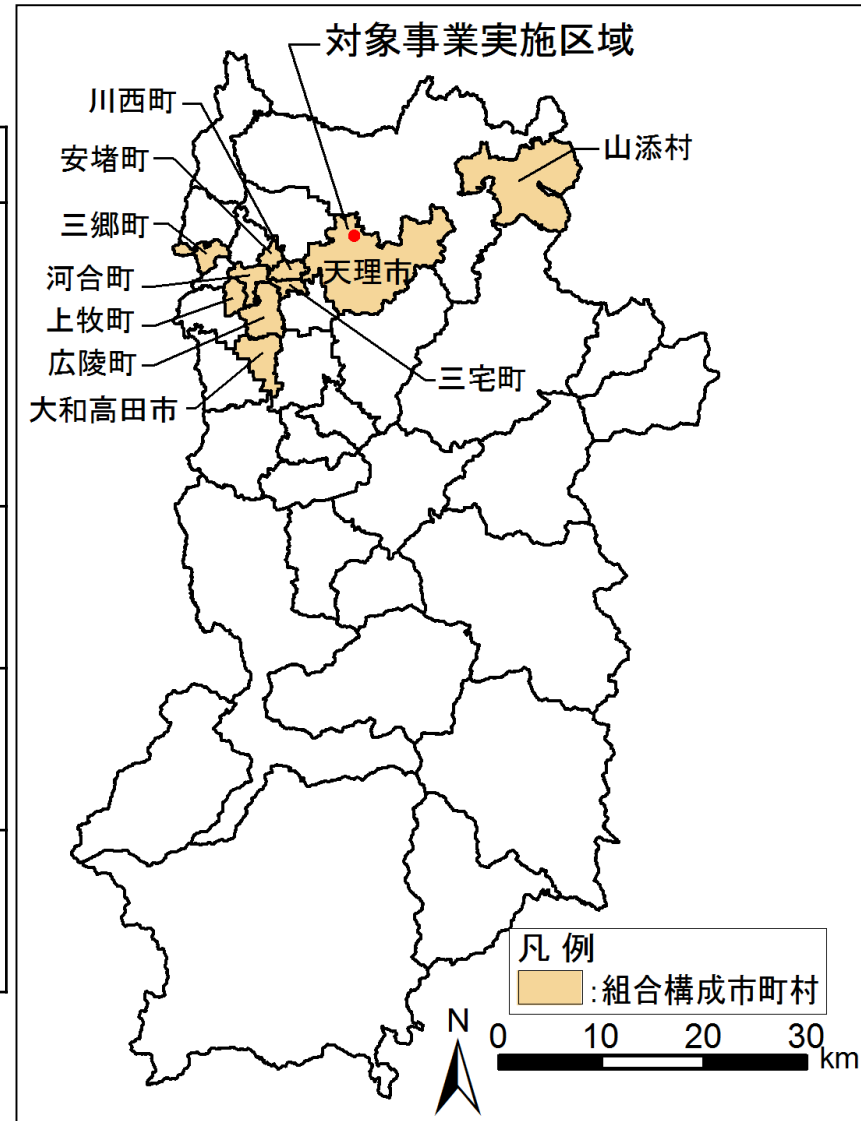 対象事業実施区域
川西町
安堵町
山添村
三郷町
河合町
天理市
上牧町
広陵町
三宅町
大和高田市
凡例
:組合構成市町村
N
0 10 20 30
km